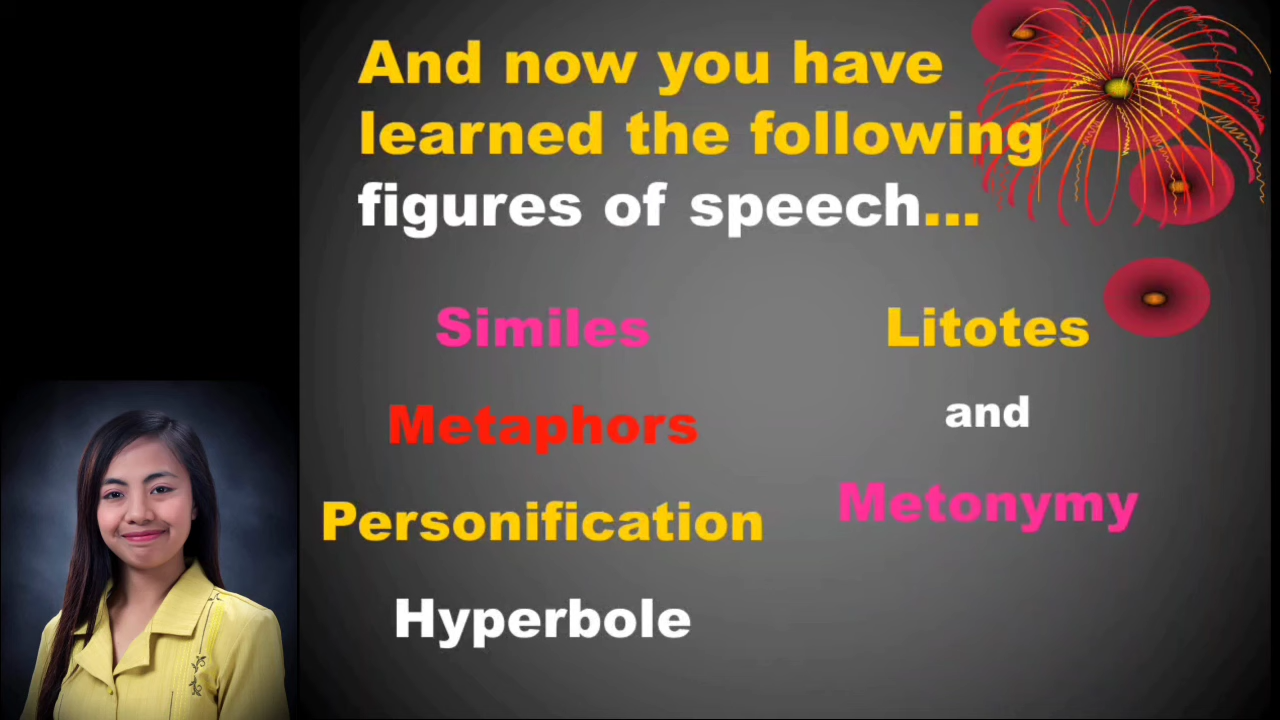 And now you have
learned the following
figures of speech...
Similes
Metaphors
Personification
Hyperbole
Litotes
and
Metonymy